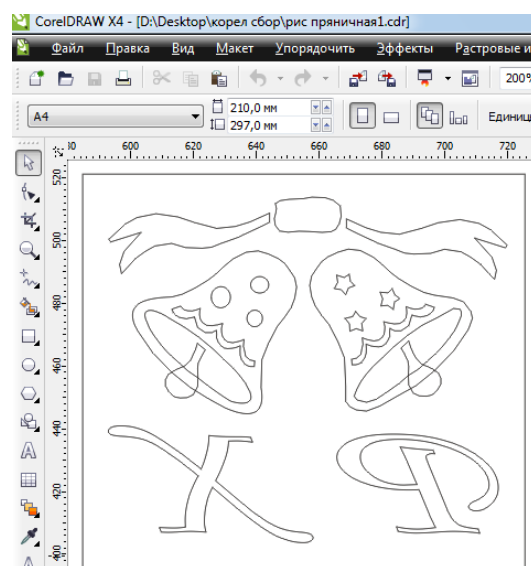 CorelDRAW X4 - [D:\Desktop\корел сбор\рис пряничная1.cdr]
Файл Правка Вид Макет Упорядочить Эффекты Растровые и
200%
A4 210,0 мм 297,0 мм Единиц
600 620 640 660 680 700 720
520
500
480
460
440
420
400
Х Р